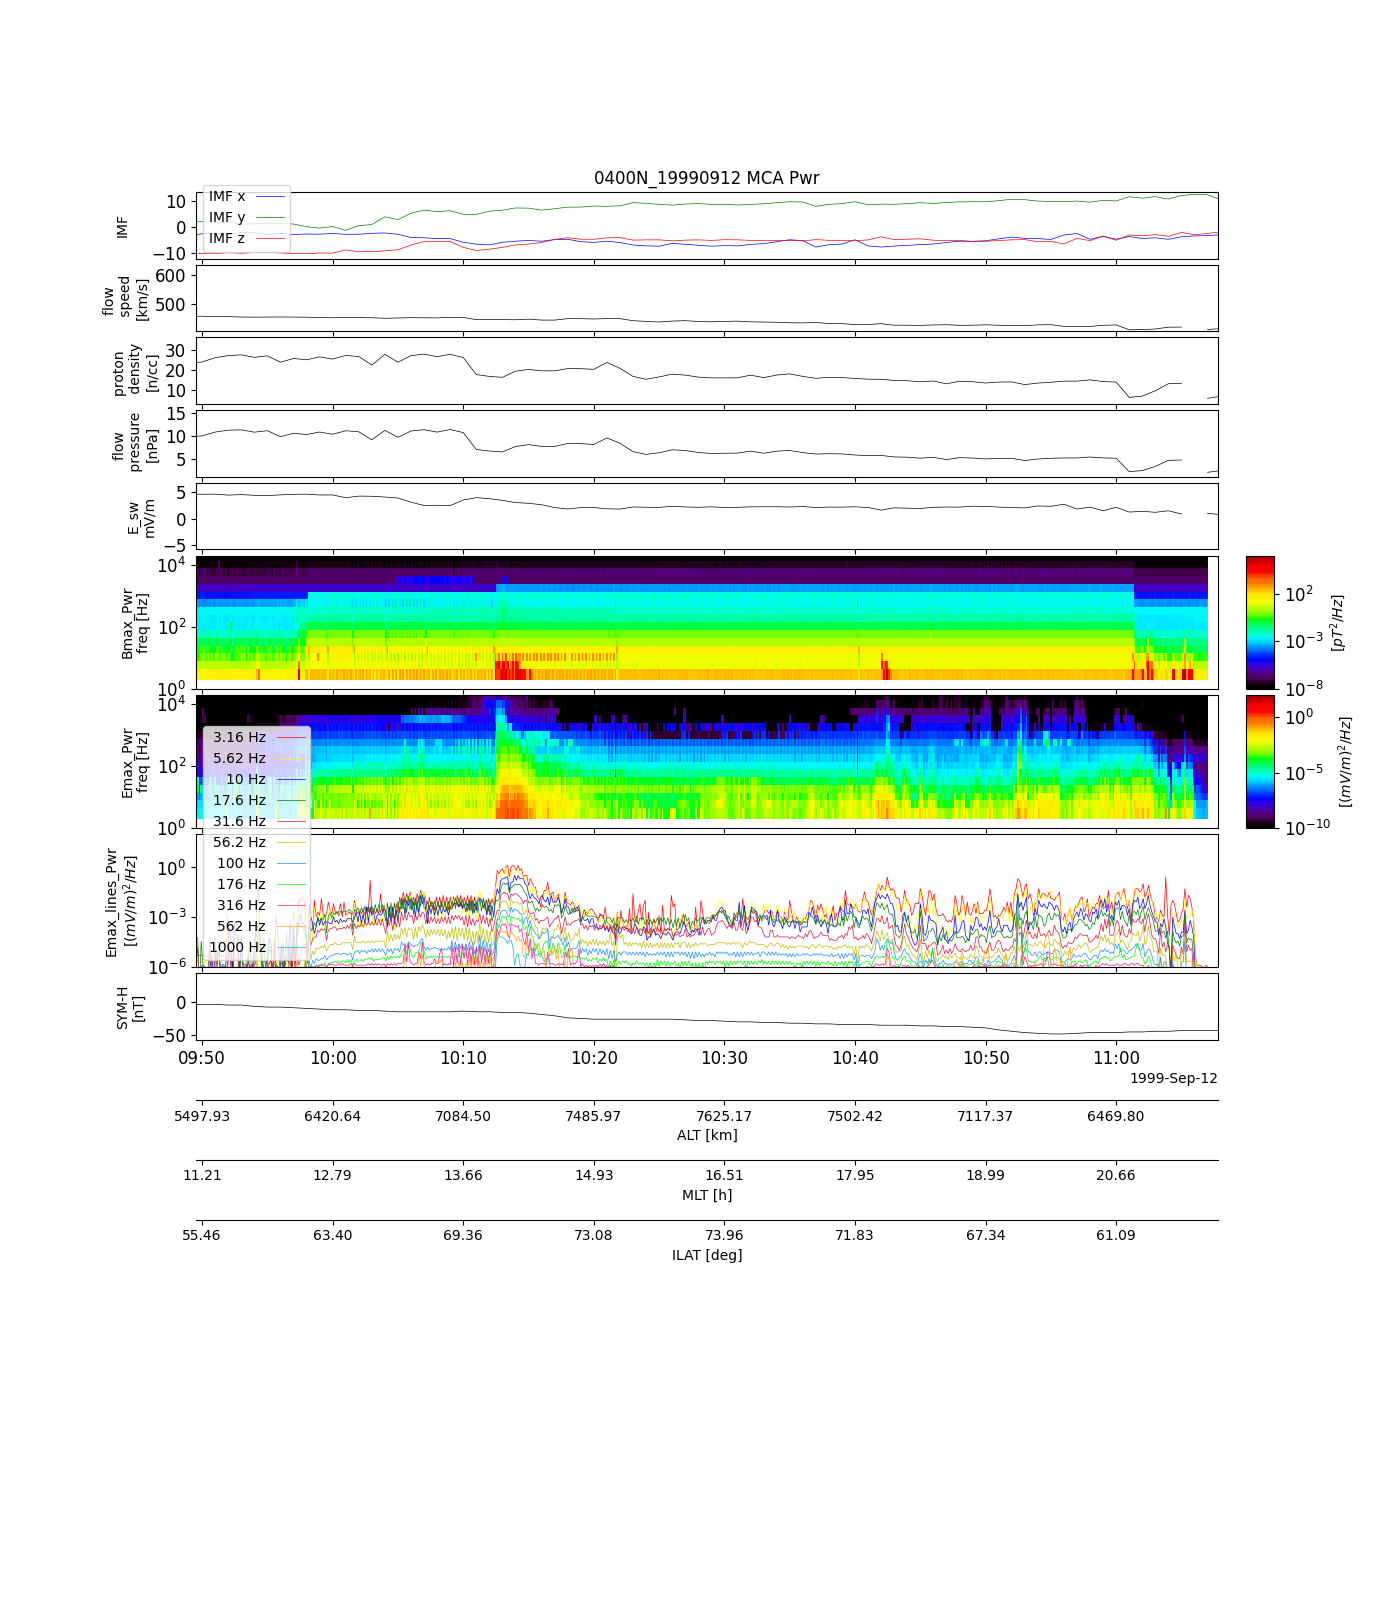 0400N_19990912 MCA Pwr
IMF
10
0
−10
IMF x
IMF y
IMF z
flow
speed
[km/s]
600
500
proton
density
[n/cc]
30
20
10
flow
pressure
[nPa]
15
10
5
E_sw
mV/m
5
0
−5
Bmax_Pwr
freq [Hz]
10^4
10^2
10^0
10^2
10^−3
10^−8
[pT^2/Hz]
Emax_Pwr
freq [Hz]
10^4
10^2
10^0
10^0
10^−5
10^−10
[(mV/m)^2/Hz]
3.16 Hz
5.62 Hz
10 Hz
17.6 Hz
31.6 Hz
56.2 Hz
100 Hz
176 Hz
316 Hz
562 Hz
1000 Hz
Emax_lines_Pwr
[(mV/m)^2/Hz]
10^0
10^−3
10^−6
SYM-H
[nT]
0
−50
09:50 10:00 10:10 10:20 10:30 10:40 10:50 11:00
1999-Sep-12
5497.93 6420.64 7084.50 7485.97 7625.17 7502.42 7117.37 6469.80
ALT [km]
11.21 12.79 13.66 14.93 16.51 17.95 18.99 20.66
MLT [h]
55.46 63.40 69.36 73.08 73.96 71.83 67.34 61.09
ILAT [deg]